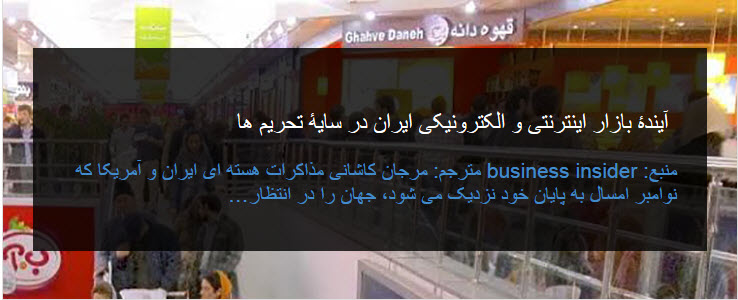 قهوه دانه
Ghahve Daneh
آیندهٔ بازار اینترنتی و الکترونیکی ایران در سایهٔ تحریم ها
منبع: business insider مترجم: مرجان کاشانی مذاکرات هسته ای ایران و آمریکا که
نوامبر امسال به پایان خود نزدیک می شود، جهان را در انتظار...